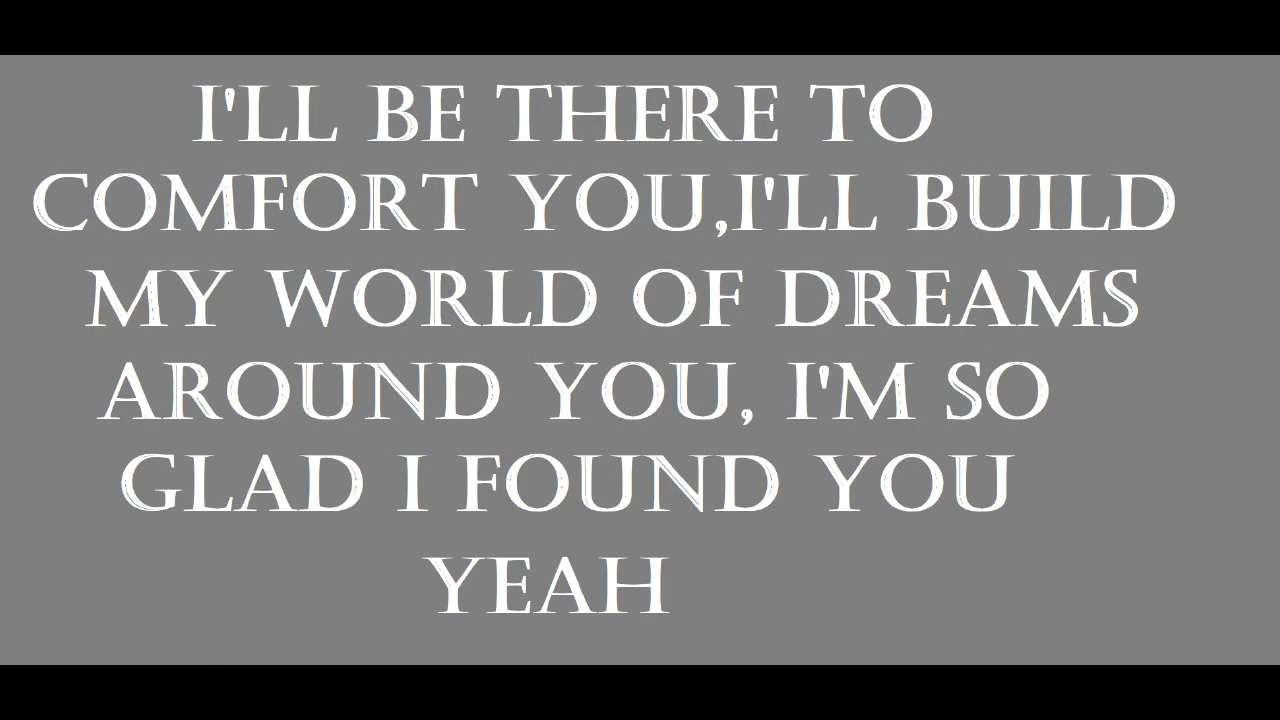 I'LL BE THERE TO
COMFORT YOU,I'LL BUILD
MY WORLD OF DREAMS
AROUND YOU, I'M SO
GLAD I FOUND YOU
YEAH